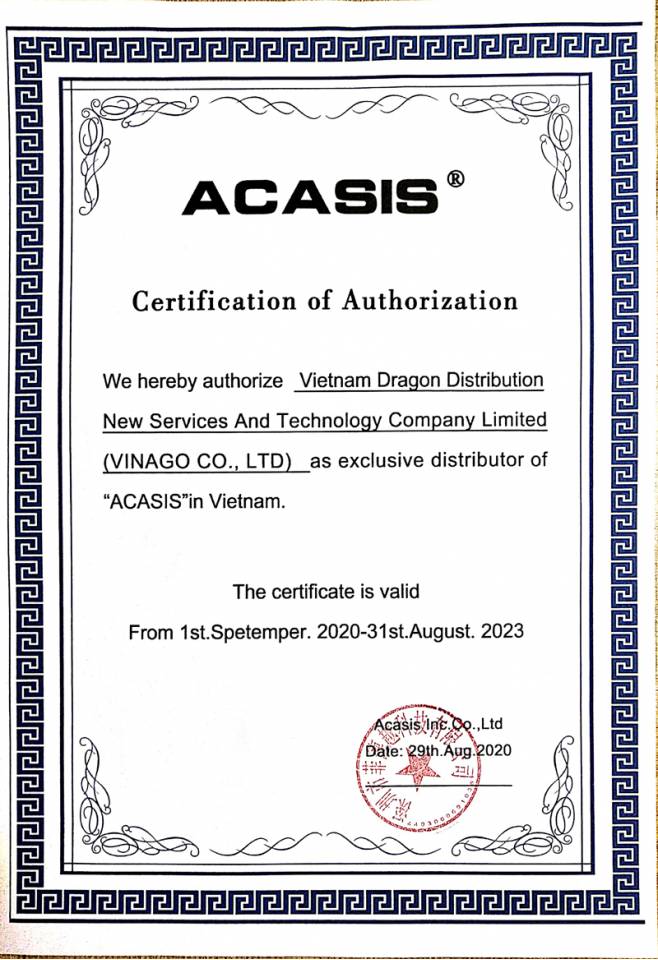 ACASIS®
Certification of Authorization
We hereby authorize Vietnam Dragon Distribution
New Services And Technology Company Limited
(VINAGO CO., LTD) as exclusive distributor of
“ACASIS”in Vietnam.
The certificate is valid
From 1st.Spetemper. 2020-31st.August. 2023
Acasis Inc.Co.,Ltd
Date: 29th.Aug.2020